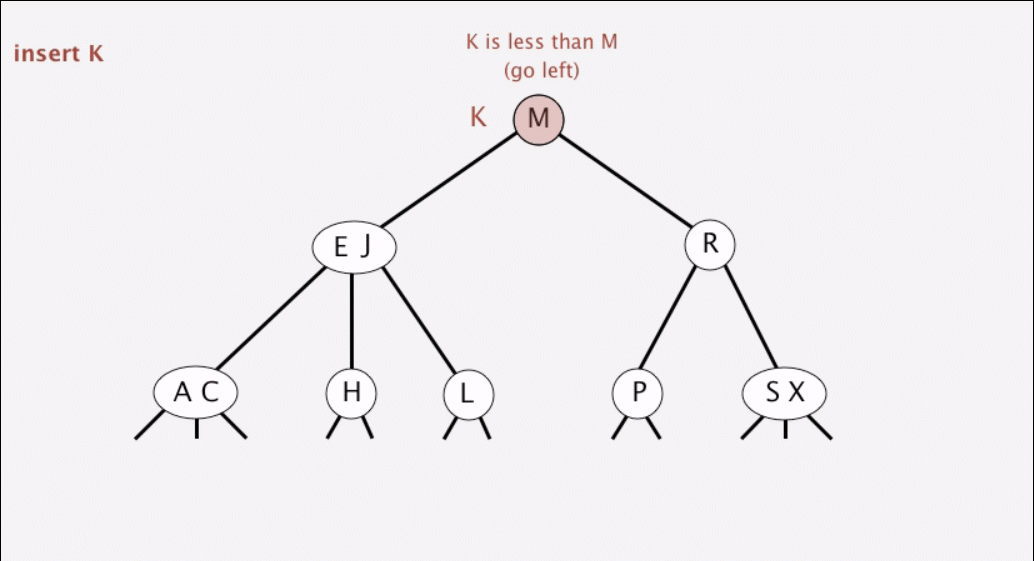 K is less than M
insert K
(go left)
K M
E J R
A C H L P S X